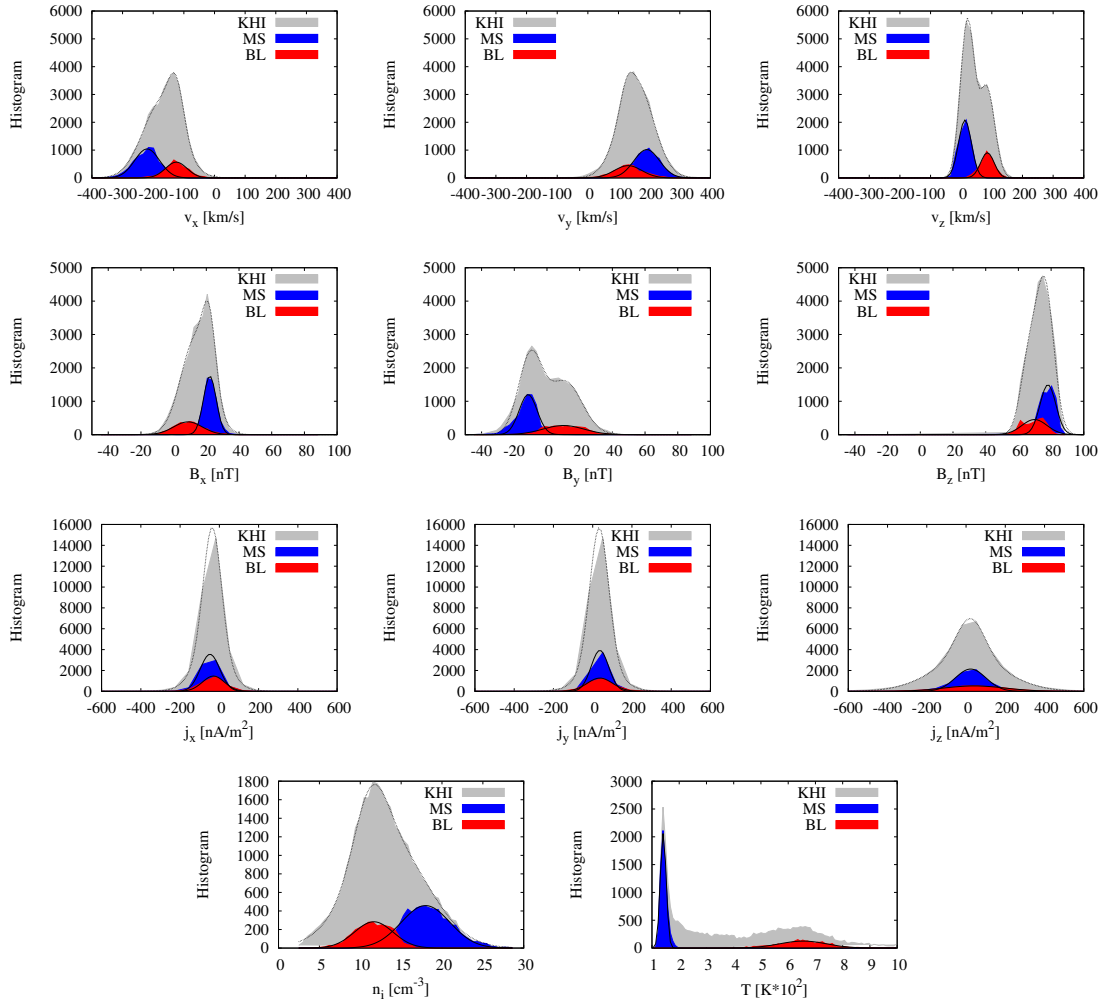 6000 5000 4000 3000 2000 1000 0
Histogram
KHI
MS
BL
-400 -300 -200 -100 0 100 200 300 400
v_x [km/s]
6000 5000 4000 3000 2000 1000 0
Histogram
KHI
MS
BL
-400 -300 -200 -100 0 100 200 300 400
v_y [km/s]
6000 5000 4000 3000 2000 1000 0
Histogram
KHI
MS
BL
-400 -300 -200 -100 0 100 200 300 400
v_z [km/s]
5000 4000 3000 2000 1000 0
Histogram
KHI
MS
BL
-40 -20 0 20 40 60 80 100
B_x [nT]
5000 4000 3000 2000 1000 0
Histogram
KHI
MS
BL
-40 -20 0 20 40 60 80 100
B_y [nT]
5000 4000 3000 2000 1000 0
Histogram
KHI
MS
BL
-40 -20 0 20 40 60 80 100
B_z [nT]
16000 14000 12000 10000 8000 6000 4000 2000 0
Histogram
KHI
MS
BL
-600 -400 -200 0 200 400 600
j_x [nA/m²]
16000 14000 12000 10000 8000 6000 4000 2000 0
Histogram
KHI
MS
BL
-600 -400 -200 0 200 400 600
j_y [nA/m²]
16000 14000 12000 10000 8000 6000 4000 2000 0
Histogram
KHI
MS
BL
-600 -400 -200 0 200 400 600
j_z [nA/m²]
1800 1600 1400 1200 1000 800 600 400 200 0
Histogram
KHI
MS
BL
0 5 10 15 20 25 30
n_i [cm⁻³]
3000 2500 2000 1500 1000 500 0
Histogram
KHI
MS
BL
1 2 3 4 5 6 7 8 9 10
T [K*10²]